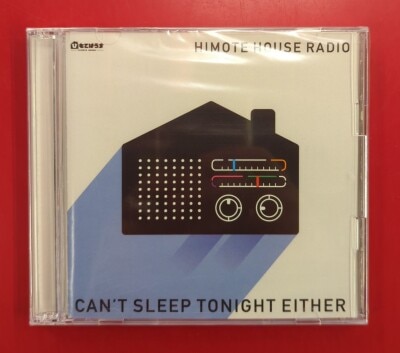 HIMOTE HOUSE RADIO
CAN'T SLEEP TONIGHT EITHER